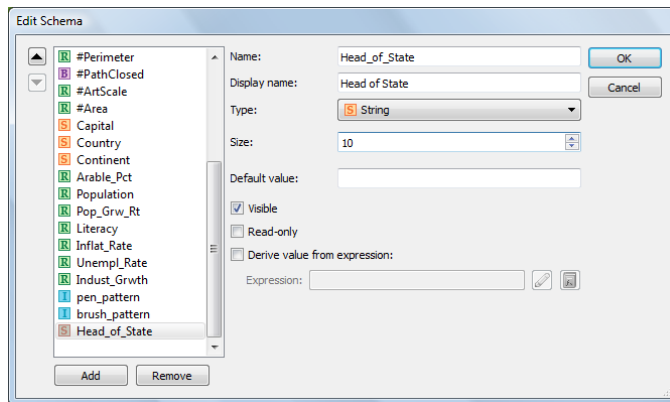 Edit Schema
R #Perimeter
B #PathClosed
R #ArtScale
R #Area
S Capital
S Country
S Continent
R Arable_Pct
R Population
R Pop_Grw_Rt
R Literacy
R Inflat_Rate
R Unempl_Rate
R Indust_Grwth
I pen_pattern
I brush_pattern
S Head_of_State
Add Remove
Name: Head_of_State
Display name: Head of State
Type: S String
Size: 10
Default value:
Visible
Read-only
Derive value from expression:
Expression:
OK
Cancel